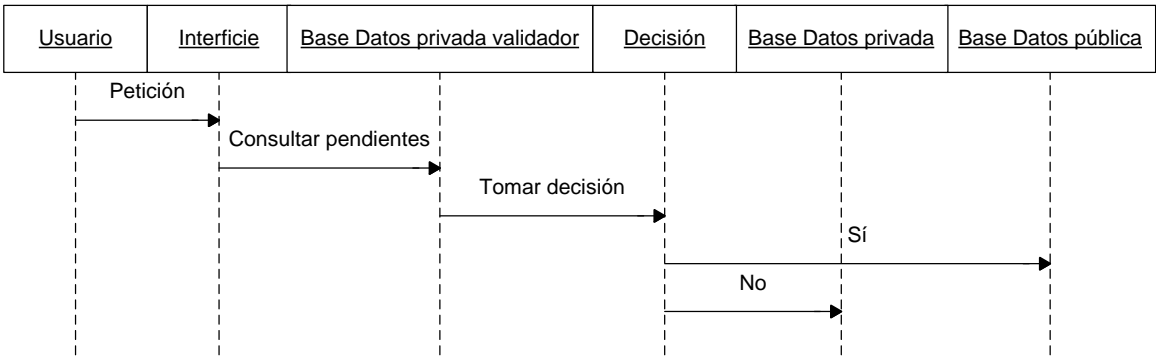 Usuario
Interficie
Base Datos privada validador
Decisión
Base Datos privada
Base Datos pública
Petición
Consultar pendientes
Tomar decisión
Sí
No